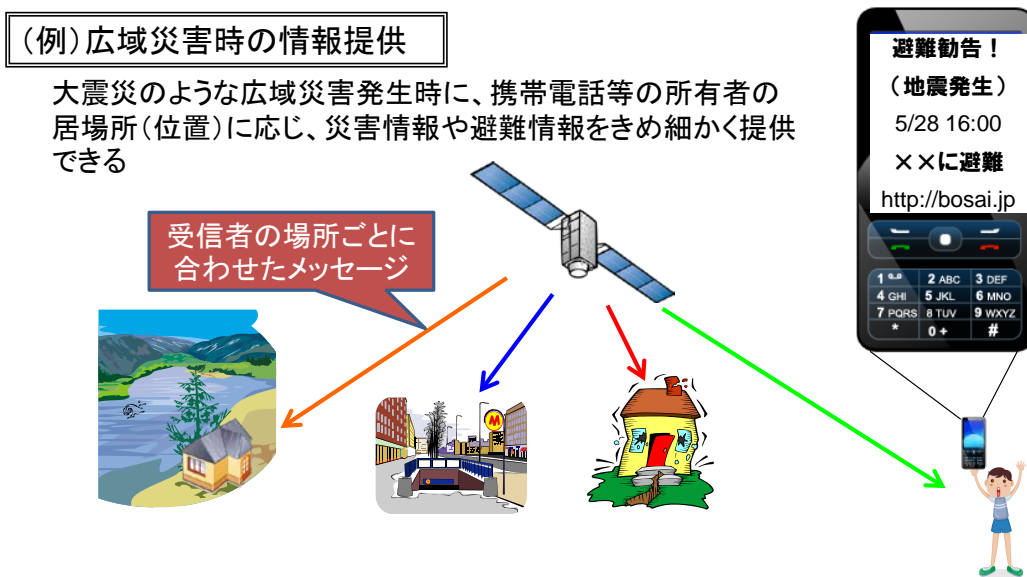 (例)広域災害時の情報提供
大震災のような広域災害発生時に、携帯電話等の所有者の
居場所(位置)に応じ、災害情報や避難情報をきめ細かく提供
できる
受信者の場所ごとに
合わせたメッセージ
避難勧告!
(地震発生)
5/28 16:00
××に避難
http://bosai.jp
1 2 ABC 3 DEF
4 GHI 5 JKL 6 MNO
7 PQRS 8 TUV 9 WXYZ
* 0 + #
M